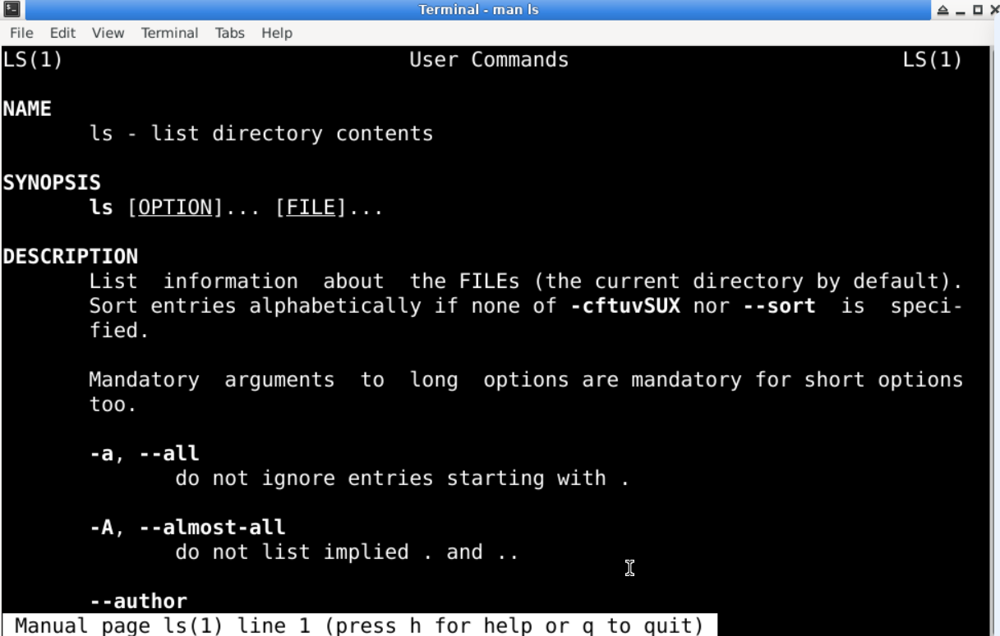 Terminal - man ls
File Edit View Terminal Tabs Help
LS(1) User Commands LS(1)
NAME
ls - list directory contents
SYNOPSIS
ls [OPTION]... [FILE]...
DESCRIPTION
List information about the FILEs (the current directory by default).
Sort entries alphabetically if none of -cftuvSUX nor --sort is speci-
fied.
Mandatory arguments to long options are mandatory for short options
too.
-a, --all
do not ignore entries starting with .
-A, --almost-all
do not list implied . and ..
--author
Manual page ls(1) line 1 (press h for help or q to quit)